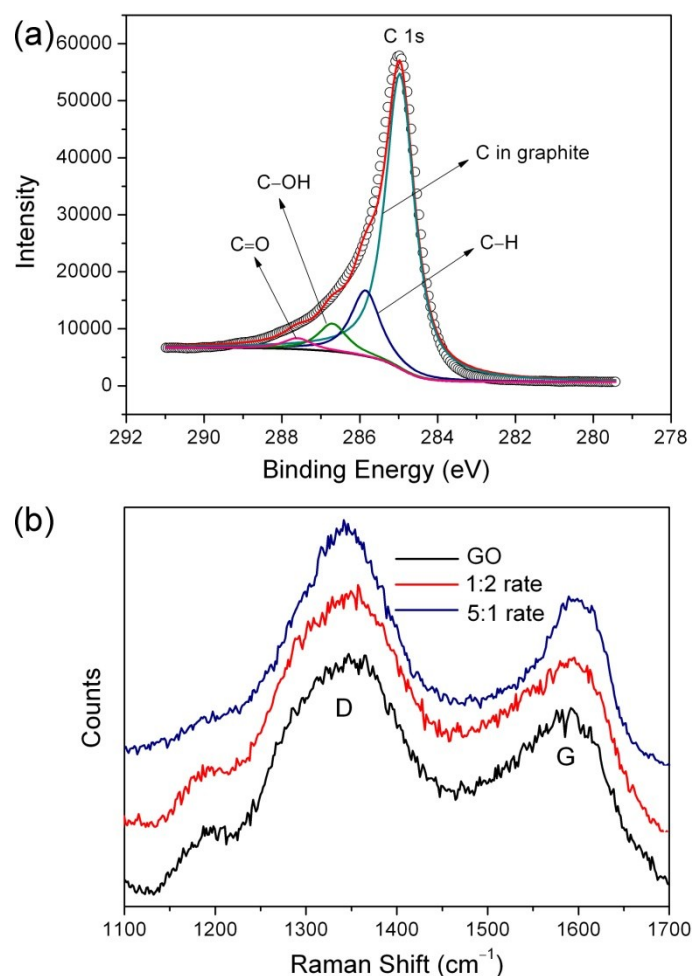 (a)
C 1s
60000
50000
40000
30000
20000
10000
0
Intensity
C in graphite
C–OH
C=O
C–H
292 290 288 286 284 282 280 278
Binding Energy (eV)
(b)
GO
1:2 rate
5:1 rate
D
G
Counts
1100 1200 1300 1400 1500 1600 1700
Raman Shift (cm⁻¹)